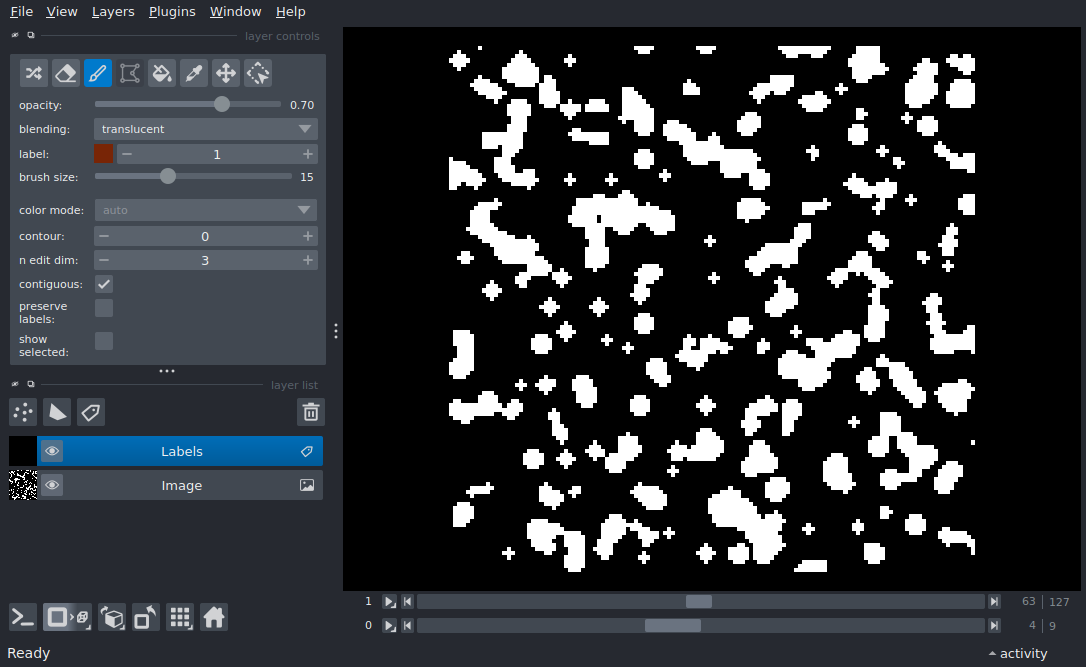 File View Layers Plugins Window Help
layer controls
opacity: 0.70
blending: translucent
label: 1
brush size: 15
color mode: auto
contour: 0
n edit dim: 3
contiguous:
preserve
labels:
show
selected:
layer list
Labels
Image
1 63 127
0 4 9
Ready activity